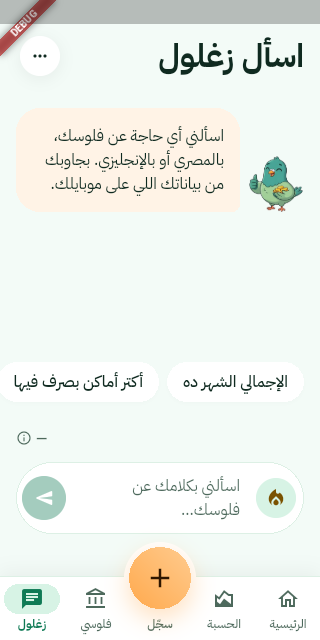 DEBUG
اسأل زغلول
اسألني أي حاجة عن فلوسك،
بالمصري أو بالإنجليزي. بجاوبك
من بياناتك اللي على موبايلك.
الإجمالي الشهر ده
أكتر أماكن بصرف فيها
—
اسألني بكلامك عن
فلوسك...
الرئيسية
الحسبة
سجّل
فلوسي
زغلول